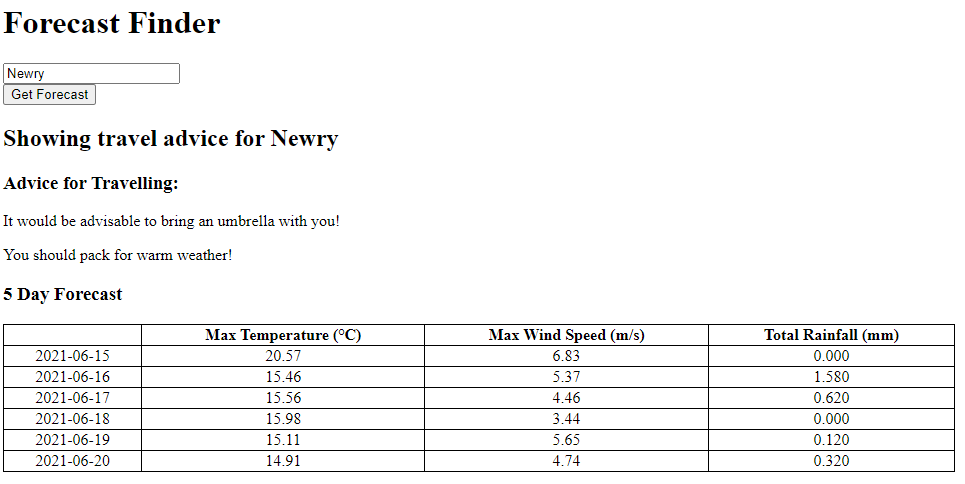 Forecast Finder
Newry
Get Forecast
Showing travel advice for Newry
Advice for Travelling:
It would be advisable to bring an umbrella with you!
You should pack for warm weather!
5 Day Forecast
Max Temperature (°C) Max Wind Speed (m/s) Total Rainfall (mm)
2021-06-15 20.57 6.83 0.000
2021-06-16 15.46 5.37 1.580
2021-06-17 15.56 4.46 0.620
2021-06-18 15.98 3.44 0.000
2021-06-19 15.11 5.65 0.120
2021-06-20 14.91 4.74 0.320